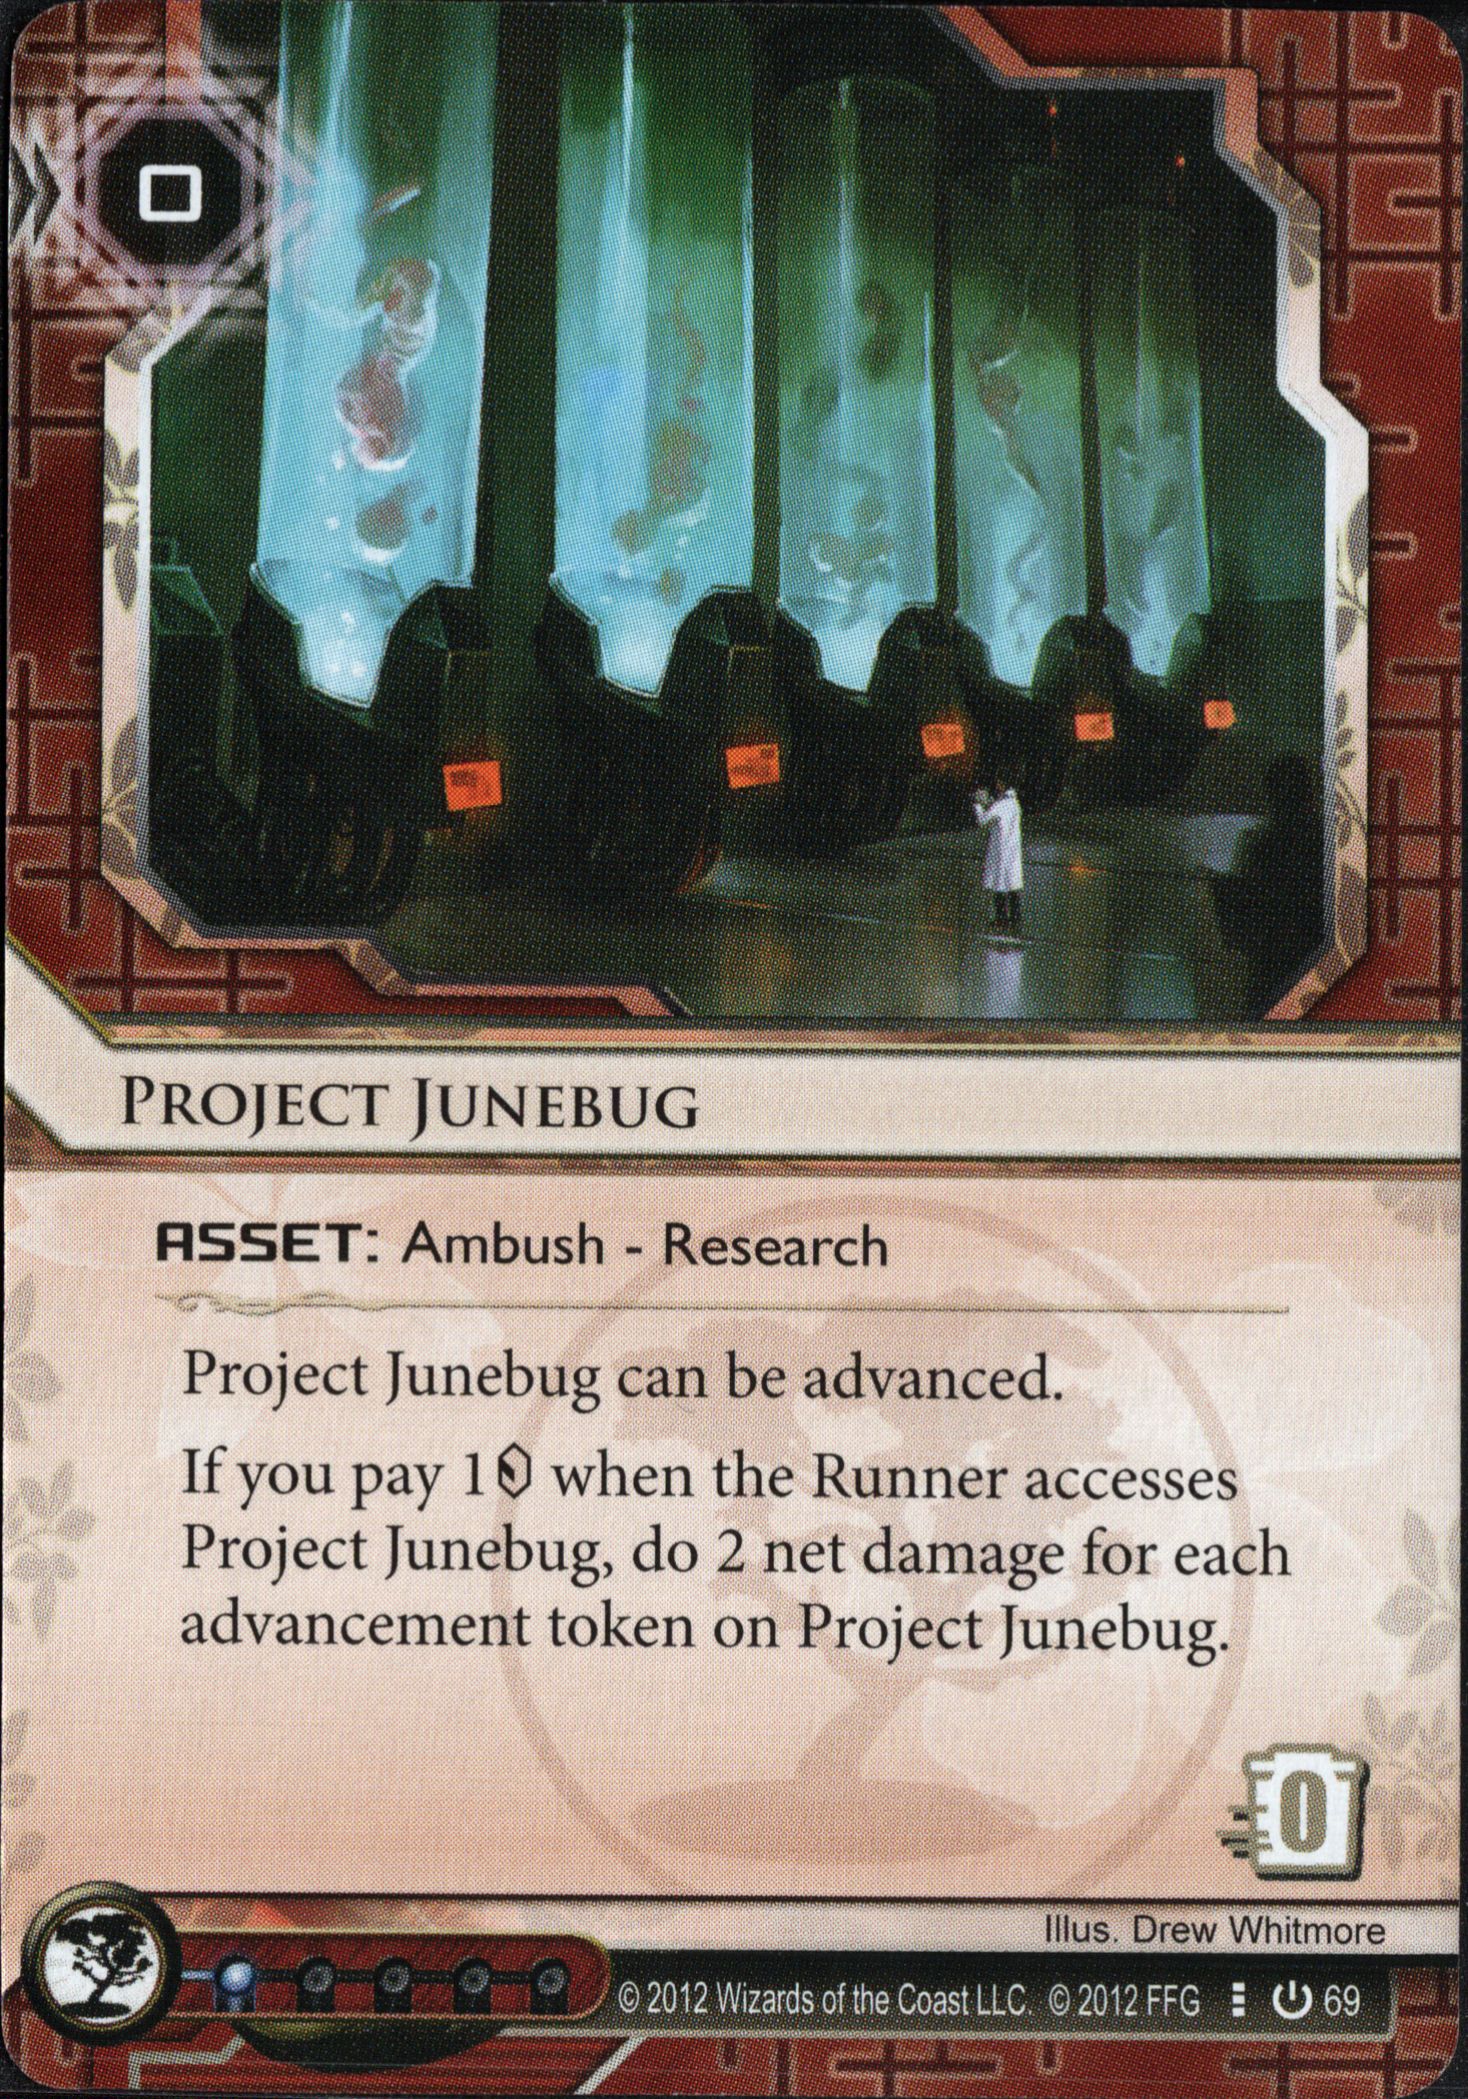 0
PROJECT JUNEBUG
ASSET: Ambush - Research
Project Junebug can be advanced.
If you pay 1 when the Runner accesses
Project Junebug, do 2 net damage for each
advancement token on Project Junebug.
0
Illus. Drew Whitmore
© 2012 Wizards of the Coast LLC. © 2012 FFG 69